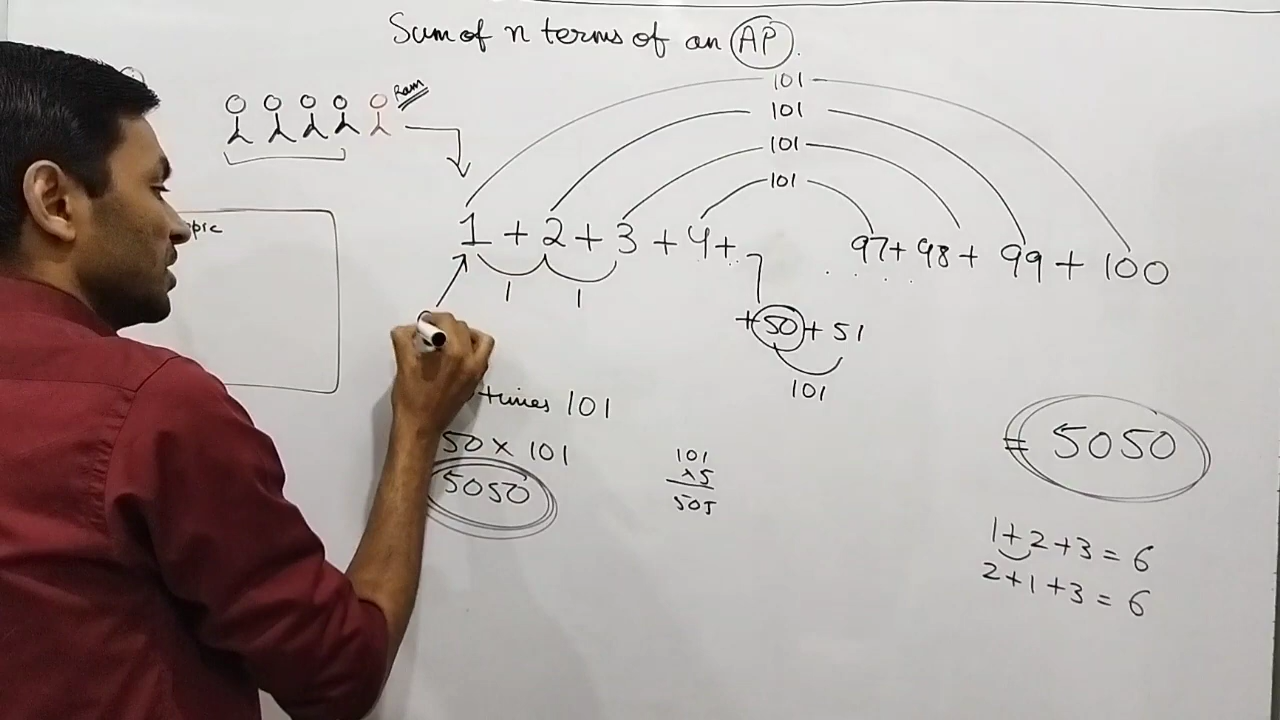 Sum of n terms of an AP.
Ram
101
101
101
101
1 + 2 + 3 + 4 + . . . . . . 97 + 98 + 99 + 100
1 1
+ 50 + 51
101
times 101
50 × 101
5050
101
×5
505
= 5050
1+2+3 = 6
2+1+3 = 6